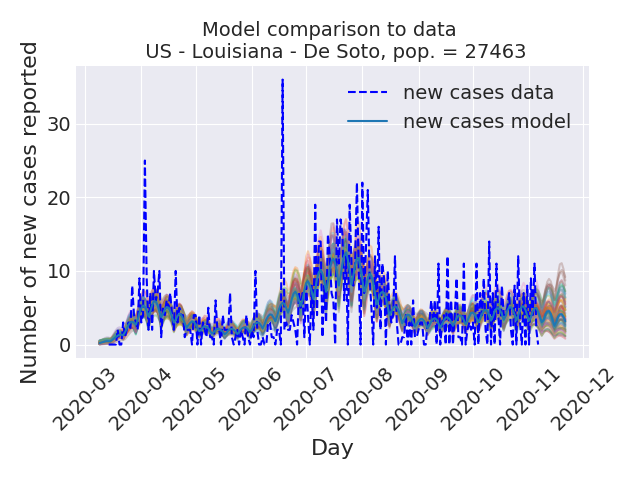 Model comparison to data
US - Louisiana - De Soto, pop. = 27463
Number of new cases reported
30
20
10
0
new cases data
new cases model
2020-03
2020-04
2020-05
2020-06
2020-07
2020-08
2020-09
2020-10
2020-11
2020-12
Day